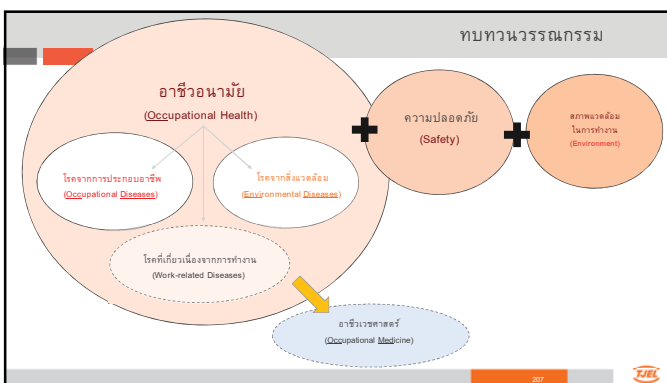 ทบทวนวรรณกรรม
อาชีวอนามัย
(Occupational Health)
โรคจากการประกอบอาชีพ
(Occupational Diseases)
โรคจากสิ่งแวดล้อม
(Environmental Diseases)
โรคที่เกี่ยวเนื่องจากการทำงาน
(Work-related Diseases)
ความปลอดภัย
(Safety)
สภาพแวดล้อม
ในการทำงาน
(Environment)
อาชีวเวชศาสตร์
(Occupational Medicine)
207
TJEL